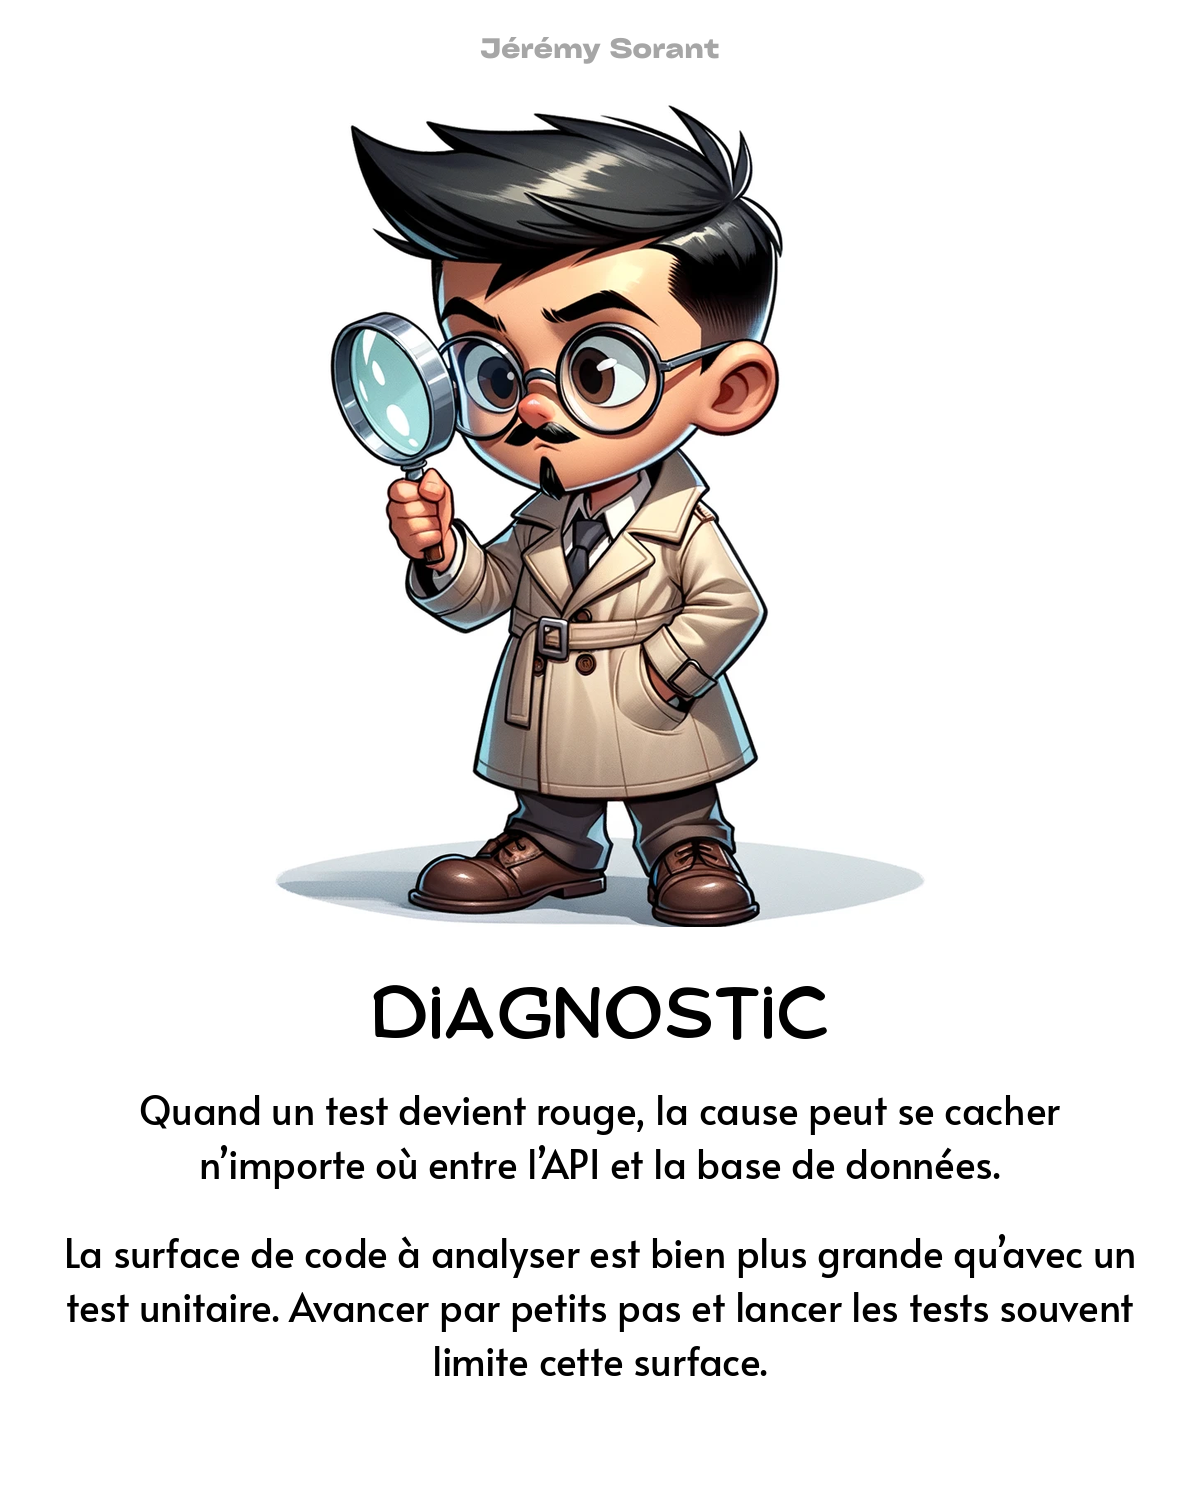 Jérémy Sorant
DiAGNOSTiC
Quand un test devient rouge, la cause peut se cacher
n’importe où entre l’API et la base de données.
La surface de code à analyser est bien plus grande qu’avec un
test unitaire. Avancer par petits pas et lancer les tests souvent
limite cette surface.